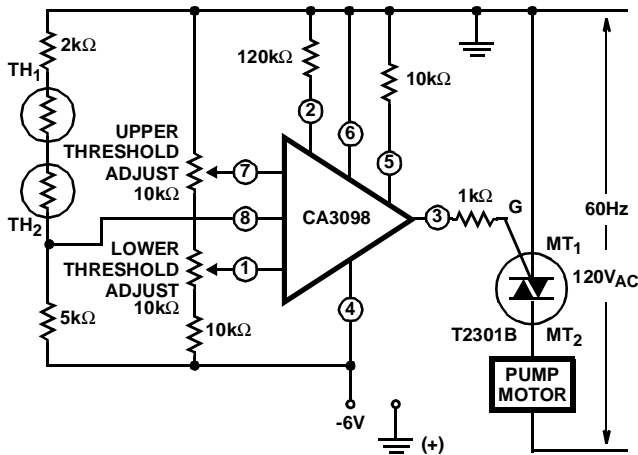 2kΩ
TH1
TH2
5kΩ
UPPER
THRESHOLD
ADJUST
10kΩ
LOWER
THRESHOLD
ADJUST
10kΩ
10kΩ
120kΩ
10kΩ
2
6
5
7
8
1
CA3098
3
4
1kΩ
G
MT1
T2301B
MT2
PUMP
MOTOR
60Hz
120VAC
-6V
(+)